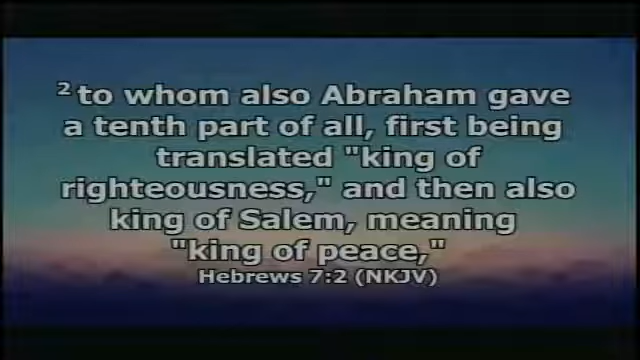 ² to whom also Abraham gave
a tenth part of all, first being
translated "king of
righteousness," and then also
king of Salem, meaning
"king of peace,"
Hebrews 7:2 (NKJV)